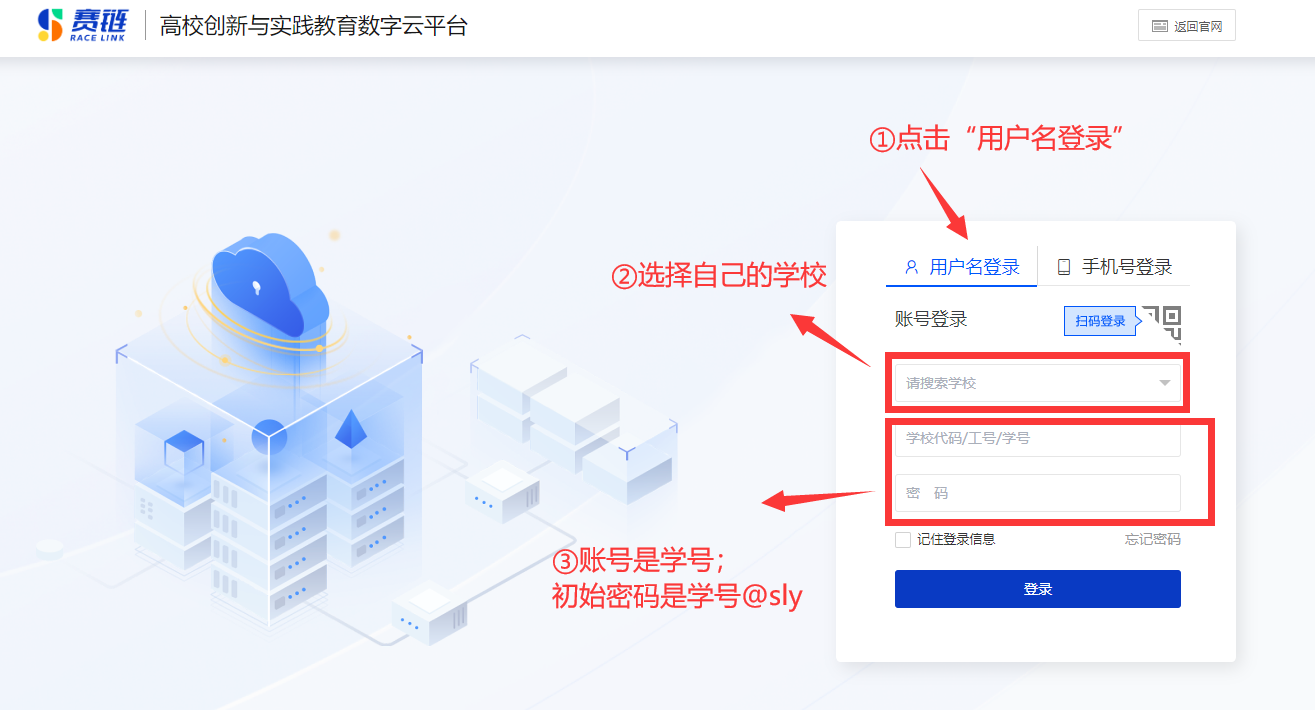 赛链
RACE LINK
高校创新与实践教育数字云平台
返回官网
①点击“用户名登录”
②选择自己的学校
用户名登录
手机号登录
账号登录
扫码登录
请搜索学校
学校代码/工号/学号
密 码
③账号是学号；
初始密码是学号@sly
记住登录信息
忘记密码
登录